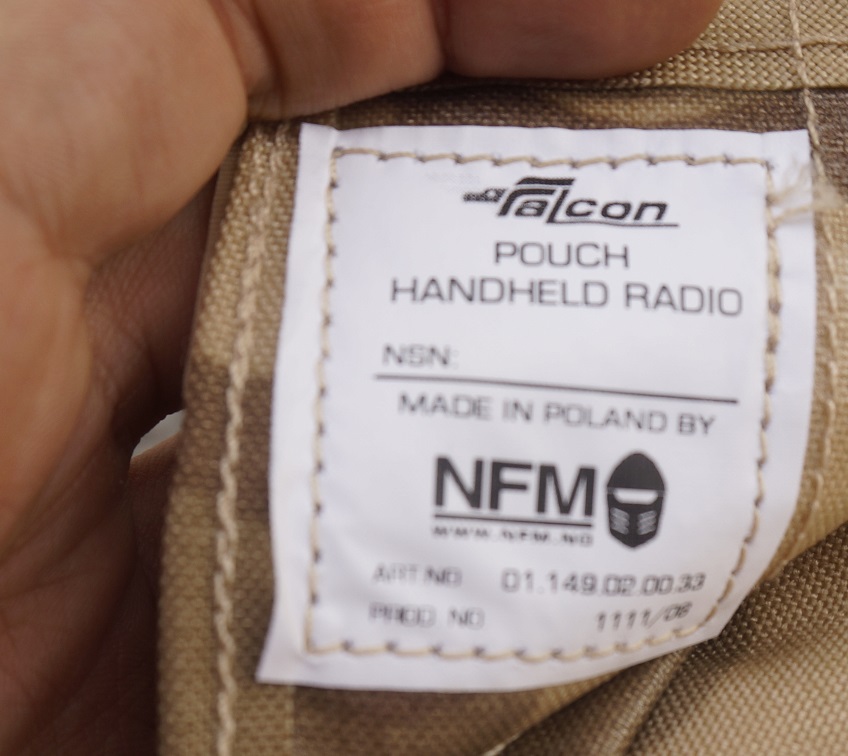 Falcon
POUCH
HANDHELD RADIO
NSN:
MADE IN POLAND BY
NFM
WWW.NFM.NO
ART.NO 01.149.02.00.33
PROD. NO 1111/08